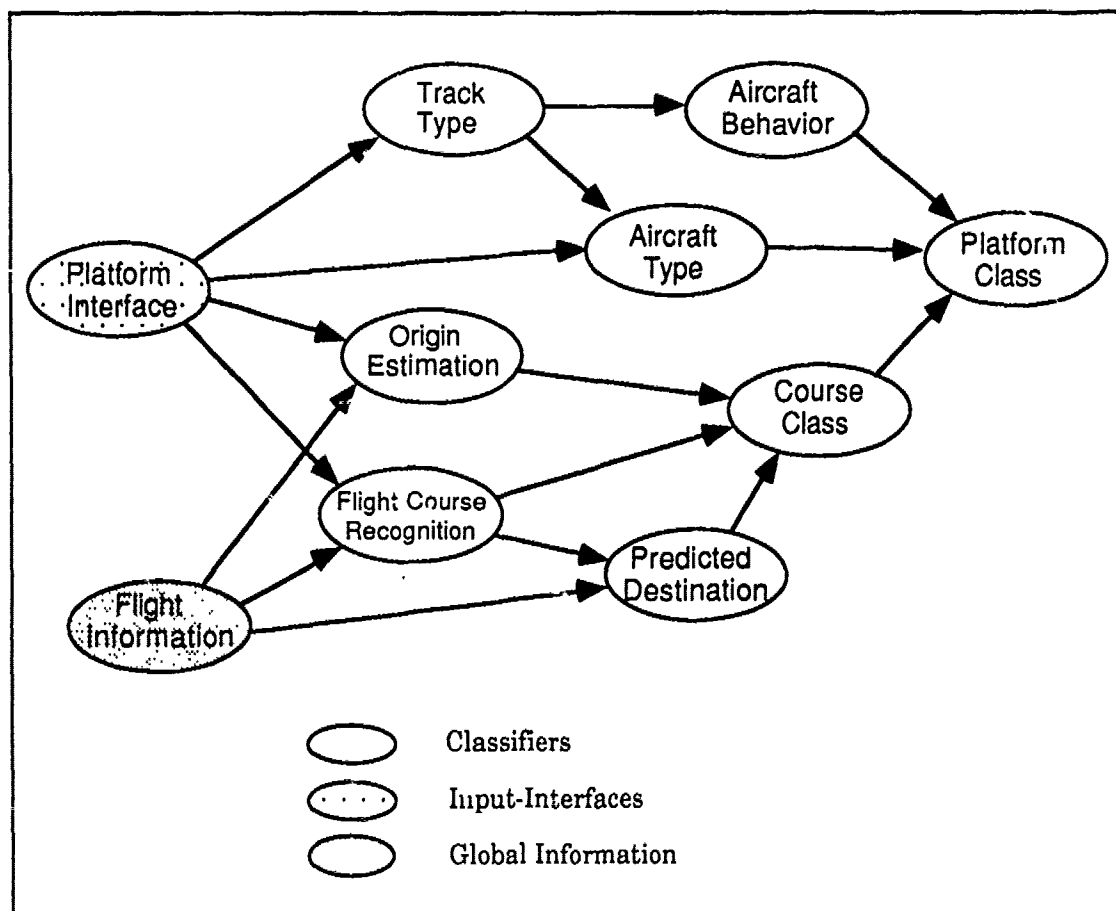 Track
Type
Aircraft
Behavior
Aircraft
Type
Platform
Class
Platform
Interface
Origin
Estimation
Course
Class
Flight Course
Recognition
Predicted
Destination
Flight
Information
Classifiers
Input-Interfaces
Global Information